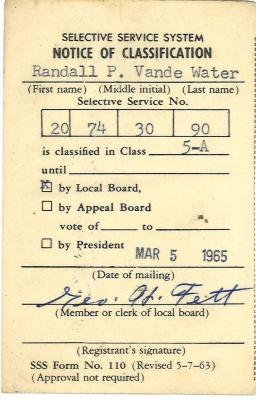 SELECTIVE SERVICE SYSTEM
NOTICE OF CLASSIFICATION
Randall P. Vande Water
(First name) (Middle initial) (Last name)
Selective Service No.
20 74 30 90
is classified in Class 5-A
until
☒ by Local Board,
☐ by Appeal Board
vote of to
☐ by President
MAR 5 1965
(Date of mailing)
Geo. H. Fett
(Member or clerk of local board)
(Registrant's signature)
SSS Form No. 110 (Revised 5-7-63)
(Approval not required)